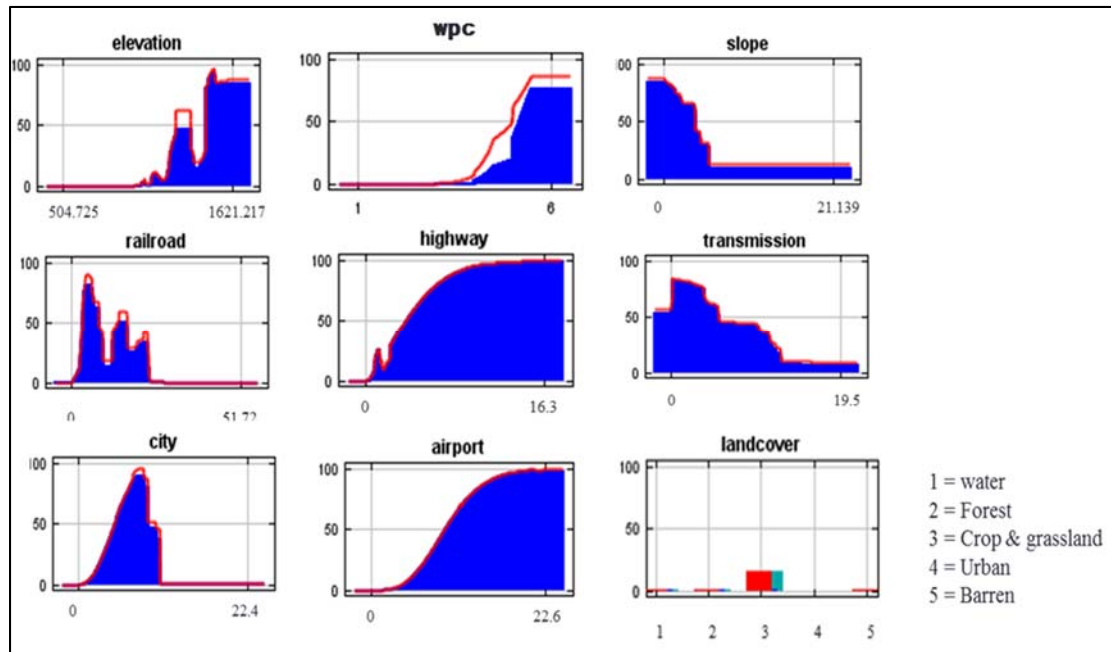 elevation
100
50
0
504.725 1621.217
wpc
100
50
0
1 6
slope
100
50
0
0 21.139
railroad
100
50
0
0 51.72
highway
100
50
0
0 16.3
transmission
100
50
0
0 19.5
city
100
50
0
0 22.4
airport
100
50
0
0 22.6
landcover
100
50
0
1 2 3 4 5
1 = water
2 = Forest
3 = Crop & grassland
4 = Urban
5 = Barren